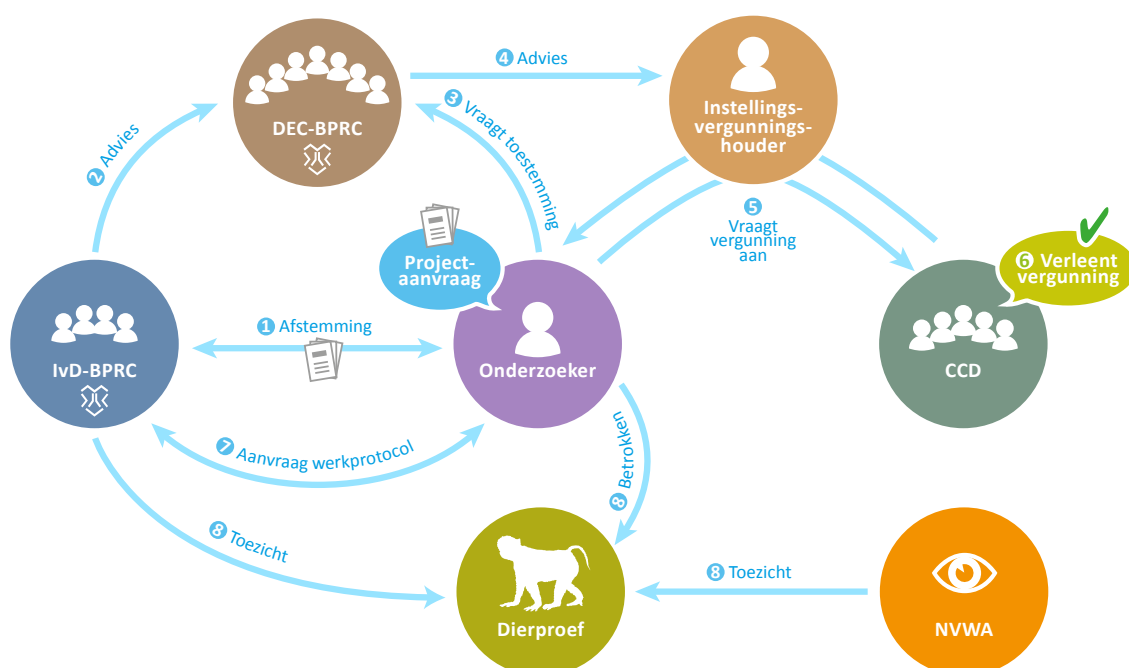 4 Advies
3 Vraagt toestemming
DEC-BPRC
Instellings-
vergunnings-
houder
2 Advies
5
Vraagt
vergunning
aan
6 Verleent
vergunning
Project-
aanvraag
1 Afstemming
IvD-BPRC
Onderzoeker
CCD
7 Aanvraag werkprotocol
8 Betrokken
8 Toezicht
8 Toezicht
Dierproef
NVWA